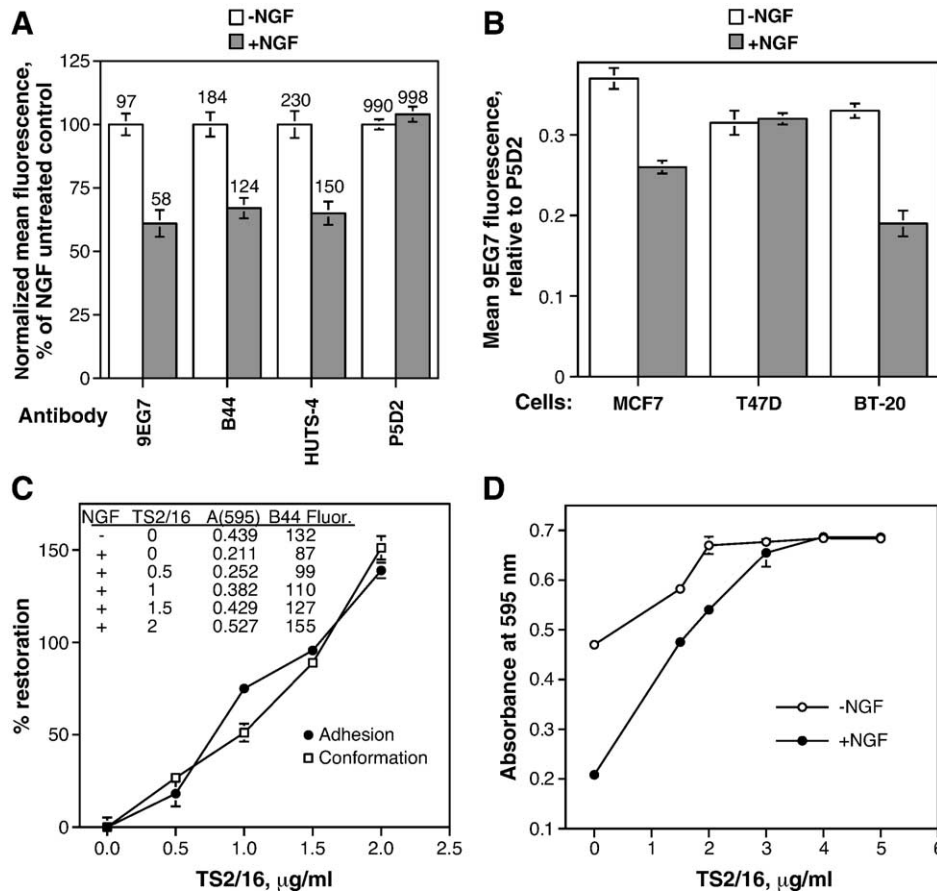 A
-NGF
+NGF
Normalized mean fluorescence,
% of NGF untreated control
125
100
75
50
25
0
97
58
184
124
230
150
990 998
Antibody
9EG7
B44
HUTS-4
P5D2
B
-NGF
+NGF
Mean 9EG7 fluorescence,
relative to P5D2
0.3
0.2
0.1
0
Cells: MCF7 T47D BT-20
C
NGF TS2/16 A(595) B44 Fluor.
- 0 0.439 132
+ 0 0.211 87
+ 0.5 0.252 99
+ 1 0.382 110
+ 1.5 0.429 127
+ 2 0.527 155
% restoration
150
100
50
0
Adhesion
Conformation
0.0 0.5 1.0 1.5 2.0 2.5
TS2/16, μg/ml
D
Absorbance at 595 nm
0.7
0.6
0.5
0.4
0.3
0.2
0.1
-NGF
+NGF
0 1 2 3 4 5 6
TS2/16, μg/ml